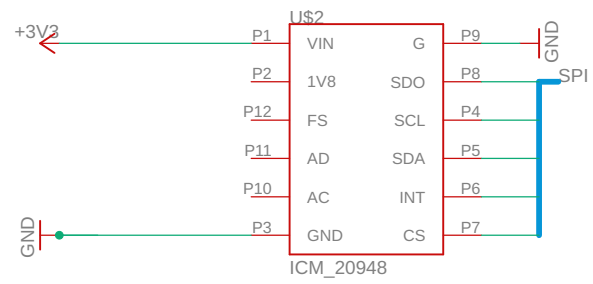 U$2
+3V3
P1 VIN G P9
GND
P2 1V8 SDO P8
SPI
P12 FS SCL P4
P11 AD SDA P5
P10 AC INT P6
GND
P3 GND CS P7
ICM_20948